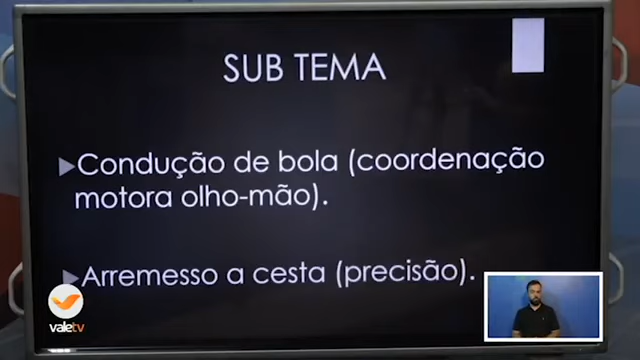 SUB TEMA
Condução de bola (coordenação
motora olho-mão).
Arremesso a cesta (precisão).
valetv